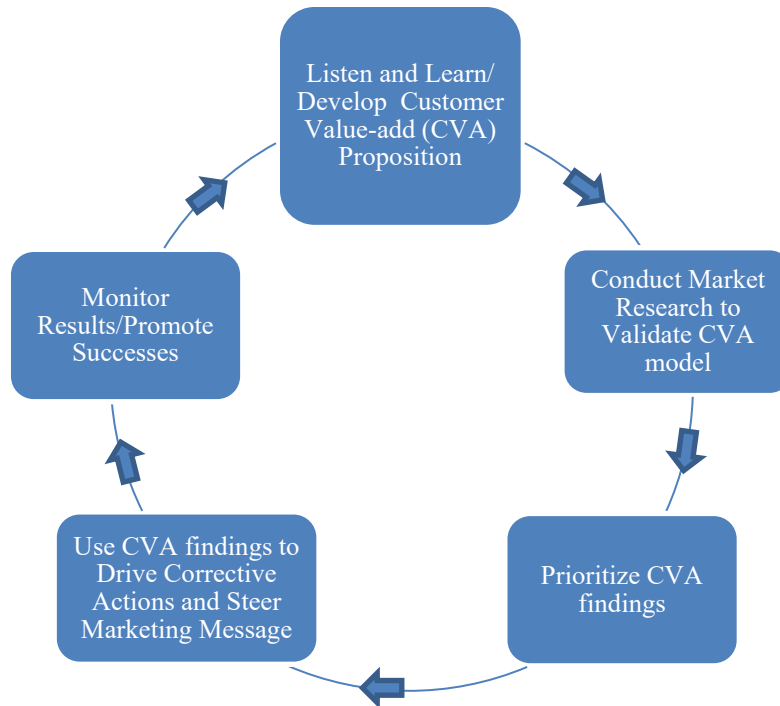 Listen and Learn/
Develop Customer
Value-add (CVA)
Proposition
Conduct Market
Research to
Validate CVA
model
Prioritize CVA
findings
Use CVA findings to
Drive Corrective
Actions and Steer
Marketing Message
Monitor
Results/Promote
Successes